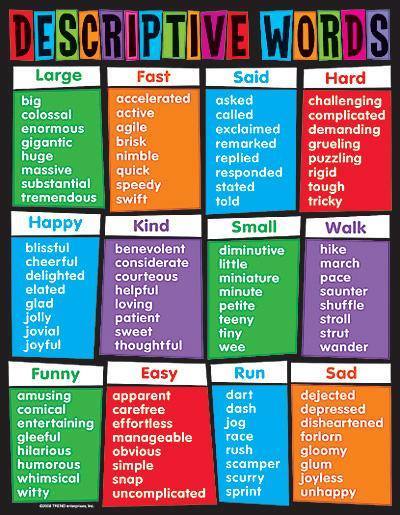 DESCRIPTIVE WORDS
Large
big
colossal
enormous
gigantic
huge
massive
substantial
tremendous
Fast
accelerated
active
agile
brisk
nimble
quick
speedy
swift
Said
asked
called
exclaimed
remarked
replied
responded
stated
told
Hard
challenging
complicated
demanding
grueling
puzzling
rigid
tough
tricky
Happy
blissful
cheerful
delighted
elated
glad
jolly
jovial
joyful
Kind
benevolent
considerate
courteous
helpful
loving
patient
sweet
thoughtful
Small
diminutive
little
miniature
minute
petite
teeny
tiny
wee
Walk
hike
march
pace
saunter
shuffle
stroll
strut
wander
Funny
amusing
comical
entertaining
gleeful
hilarious
humorous
whimsical
witty
Easy
apparent
carefree
effortless
manageable
obvious
simple
snap
uncomplicated
Run
dart
dash
jog
race
rush
scamper
scurry
sprint
Sad
dejected
depressed
disheartened
forlorn
gloomy
glum
joyless
unhappy
TREND enterprises, Inc.